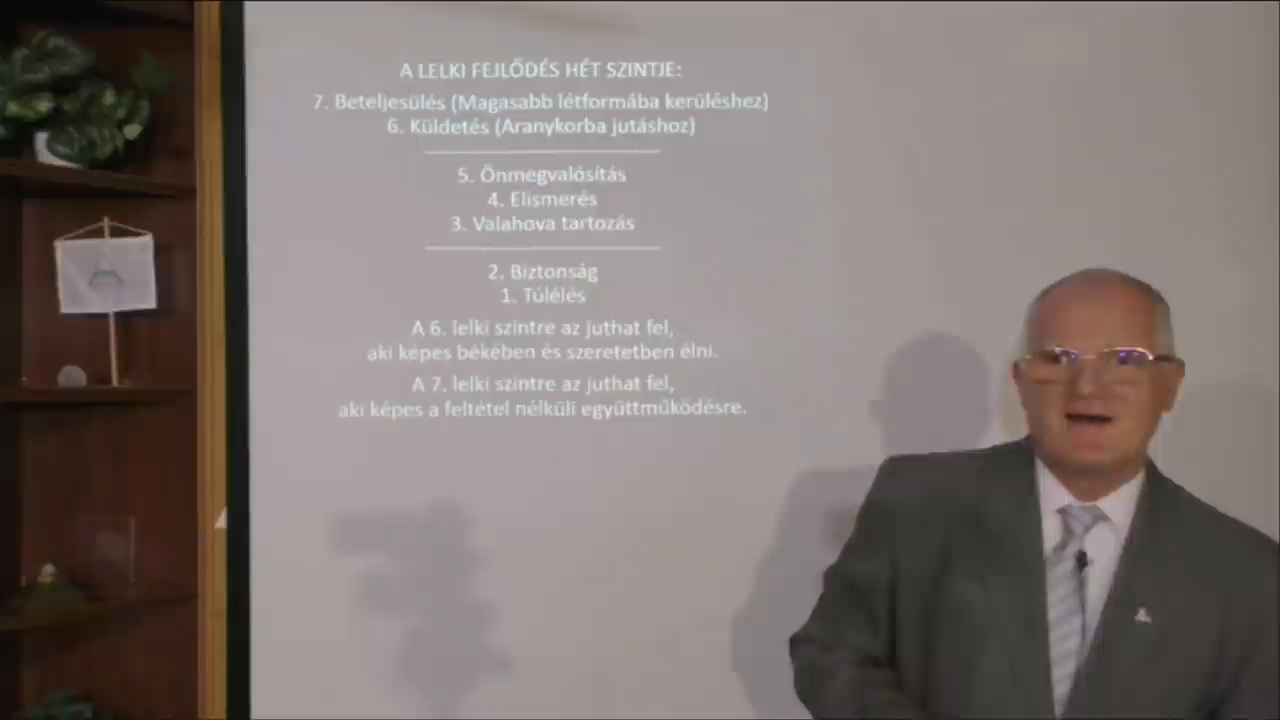 A LELKI FEJLŐDÉS HÉT SZINTJE:
7. Beteljesülés (Magasabb létformába kerüléshez)
6. Küldetés (Aranykorba jutáshoz)
5. Önmegvalósítás
4. Elismerés
3. Valahova tartozás
2. Biztonság
1. Túlélés
A 6. lelki szintre az juthat fel,
aki képes békében és szeretetben élni.
A 7. lelki szintre az juthat fel,
aki képes a feltétel nélküli együttműködésre.